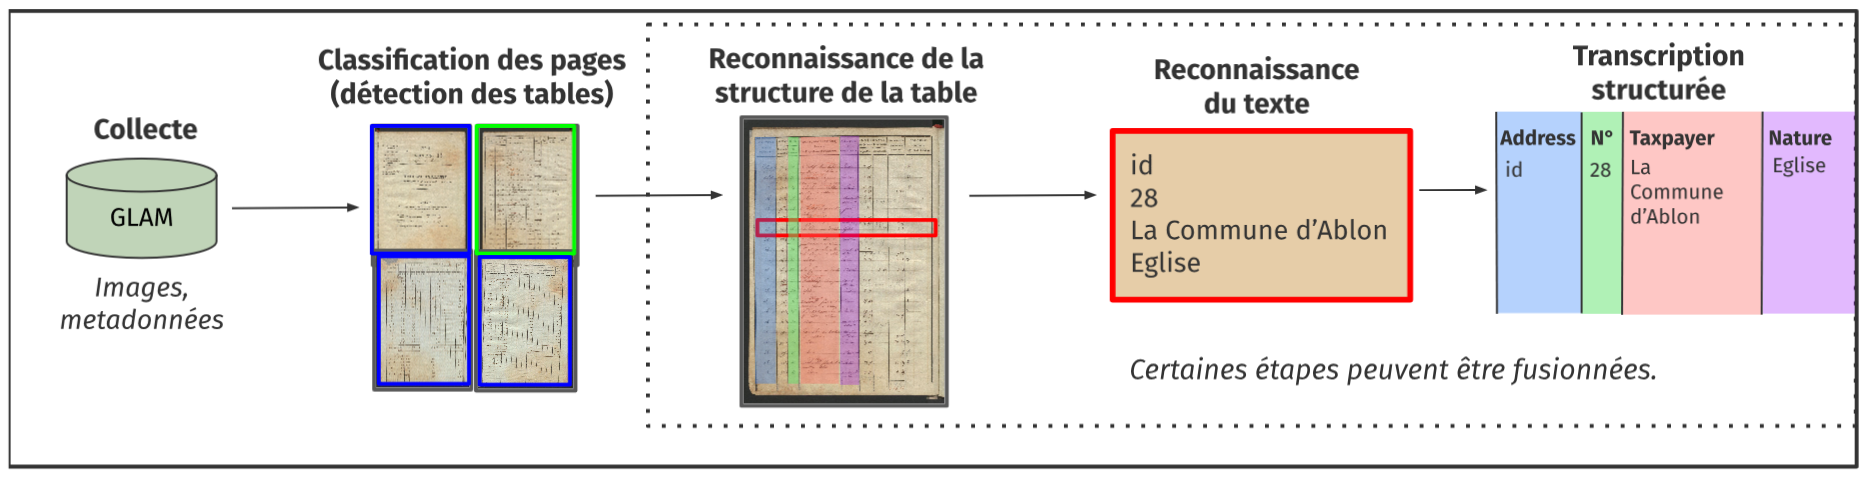 Collecte
GLAM
Images,
metadonnées
Classification des pages
(détection des tables)
Reconnaissance de la
structure de la table
Reconnaissance
du texte
id
28
La Commune d’Ablon
Eglise
Transcription
structurée
Address N° Taxpayer Nature
id 28 La Eglise
Commune
d’Ablon
Certaines étapes peuvent être fusionnées.